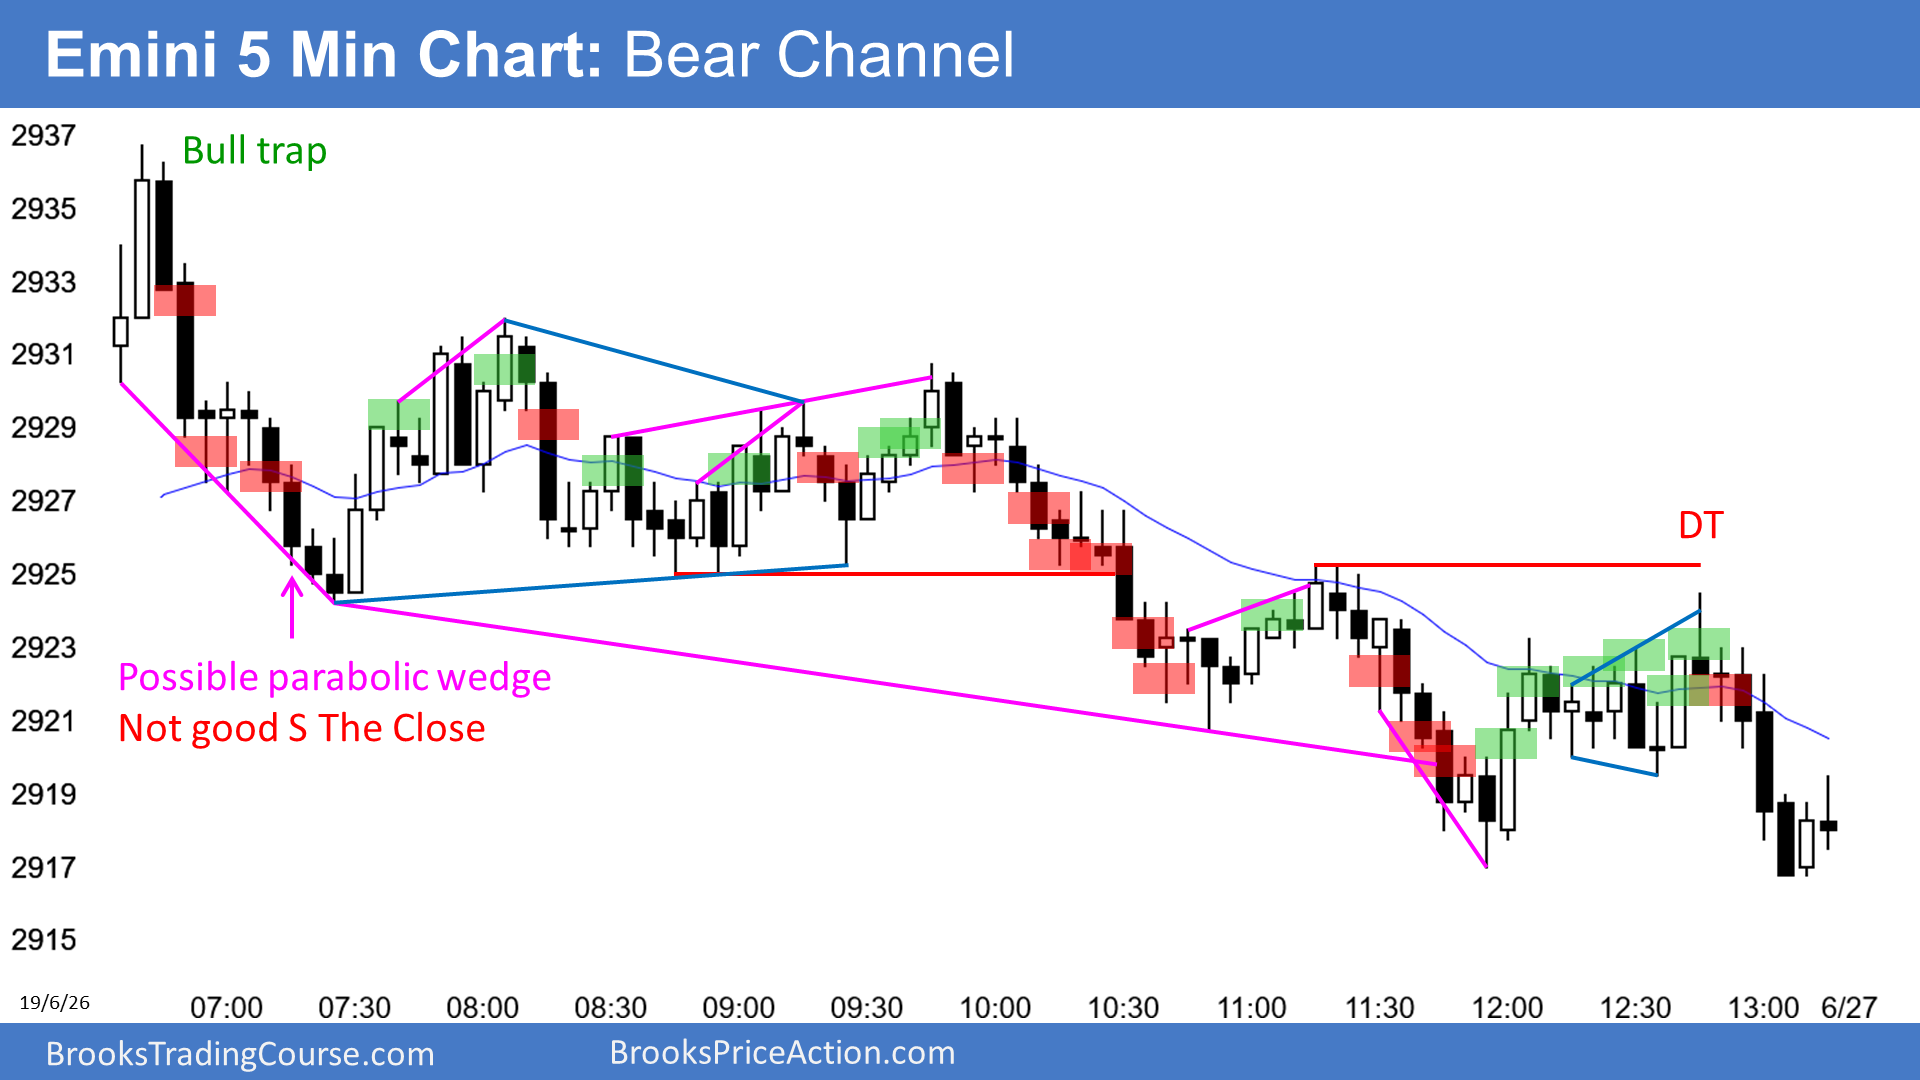 Emini 5 Min Chart: Bear Channel
2937
Bull trap
2935
2933
2931
2929
2927
DT
2925
2923
Possible parabolic wedge
Not good S The Close
2921
2919
2917
2915
19/6/26
07:00 07:30 08:00 08:30 09:00 09:30 10:00 10:30 11:00 11:30 12:00 12:30 13:00 6/27
BrooksTradingCourse.com
BrooksPriceAction.com